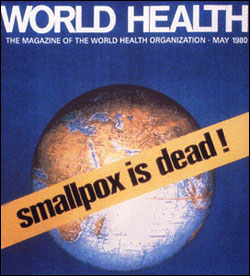 WORLD HEALTH
THE MAGAZINE OF THE WORLD HEALTH ORGANIZATION · MAY 1980
smallpox is dead!